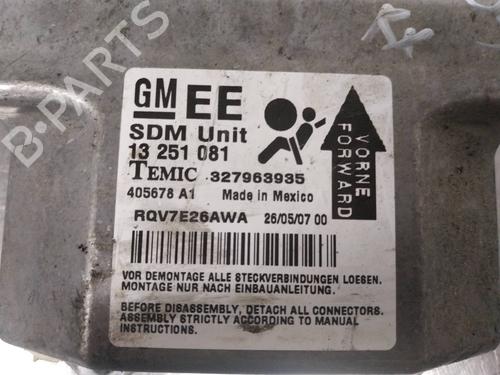 GM EE
SDM Unit
13 251 081
TEMIC 327963935
405678 A1 Made in Mexico
RQV7E26AWA 26/05/07 00
VORNE
FORWARD
VOR DEMONTAGE ALLE STECKVERBINDUNGEN LOESEN.
MONTAGE NUR NACH EINBAUANLEITUNG.
BEFORE DISASSEMBLY, DETACH ALL CONNECTORS.
ASSEMBLY STRICTLY ACCORDING TO MANUAL
INSTRUCTIONS.
B-PARTS